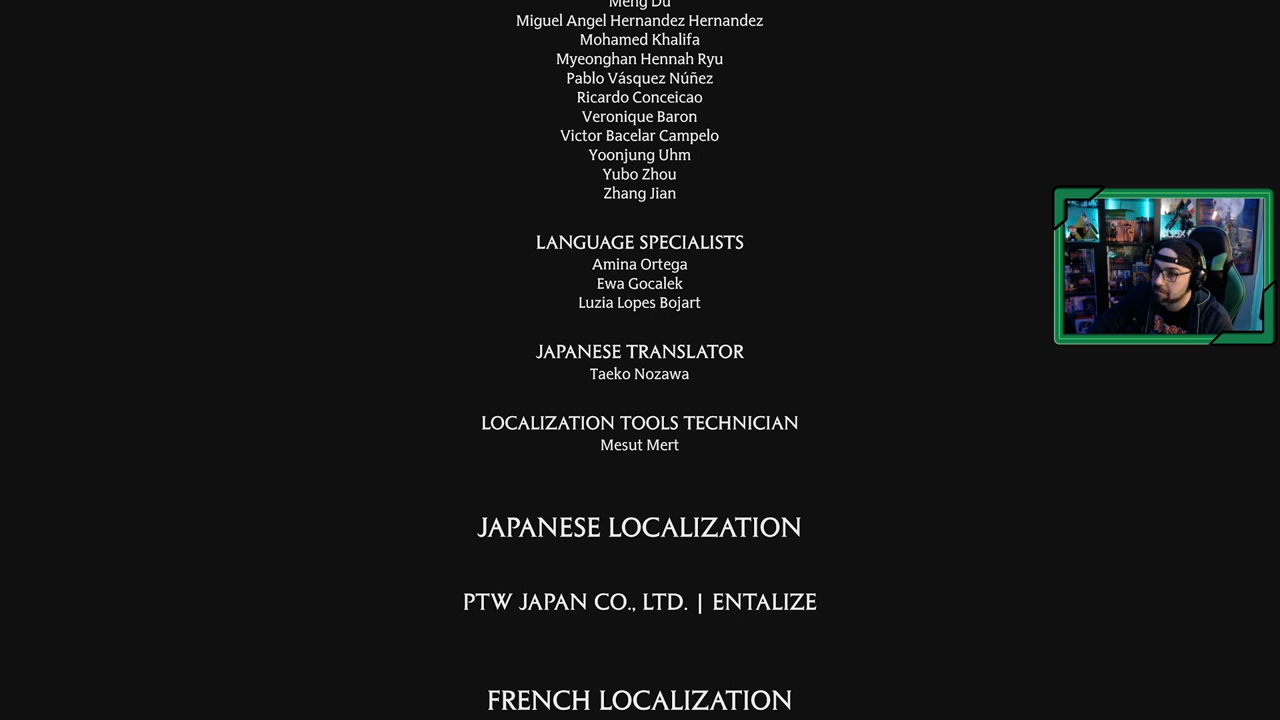 Meng Du
Miguel Angel Hernandez Hernandez
Mohamed Khalifa
Myeonghan Hennah Ryu
Pablo Vásquez Núñez
Ricardo Conceicao
Veronique Baron
Victor Bacelar Campelo
Yoonjung Uhm
Yubo Zhou
Zhang Jian
LANGUAGE SPECIALISTS
Amina Ortega
Ewa Gocalek
Luzia Lopes Bojart
JAPANESE TRANSLATOR
Taeko Nozawa
LOCALIZATION TOOLS TECHNICIAN
Mesut Mert
JAPANESE LOCALIZATION
PTW JAPAN CO., LTD. | ENTALIZE
FRENCH LOCALIZATION